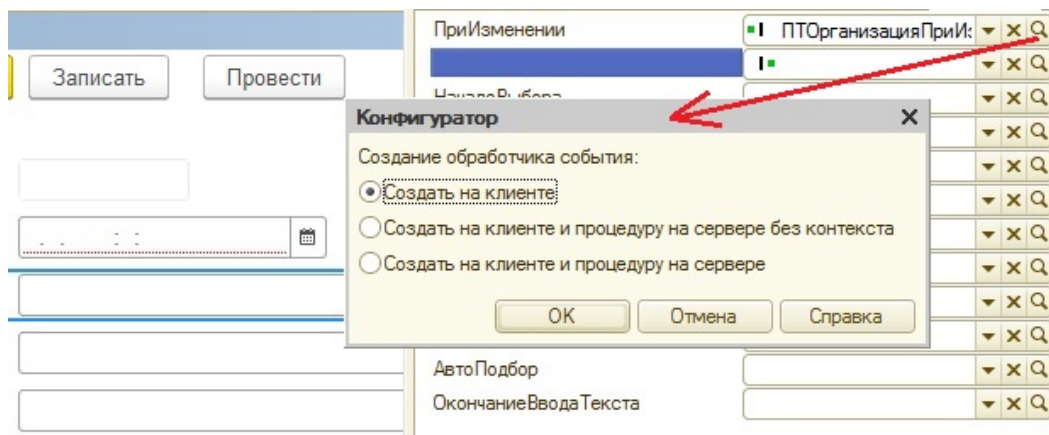 ПриИзменении
ПТОрганизацияПриИз
Записать
Провести
НачалоВыбора
Конфигуратор
Создание обработчика события:
Создать на клиенте
Создать на клиенте и процедуру на сервере без контекста
Создать на клиенте и процедуру на сервере
OK
Отмена
Справка
АвтоПодбор
ОкончаниеВводаТекста